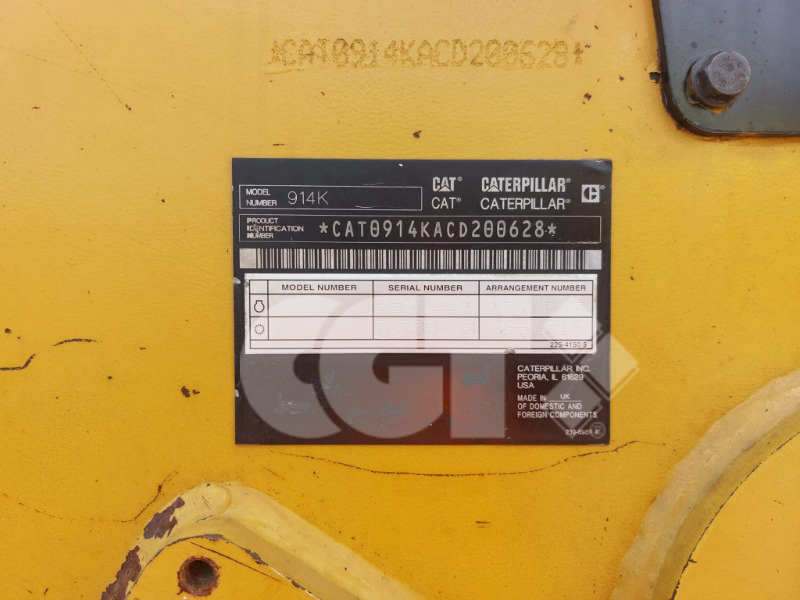 *CAT0914KACD200628*
MODEL NUMBER 914K
CAT® CATERPILLAR®
CAT® CATERPILLAR®
PRODUCT IDENTIFICATION NUMBER *CAT0914KACD200628*
MODEL NUMBER SERIAL NUMBER ARRANGEMENT NUMBER
CATERPILLAR INC.
PEORIA, IL 61629
USA
MADE IN UK
OF DOMESTIC AND
FOREIGN COMPONENTS
CGT